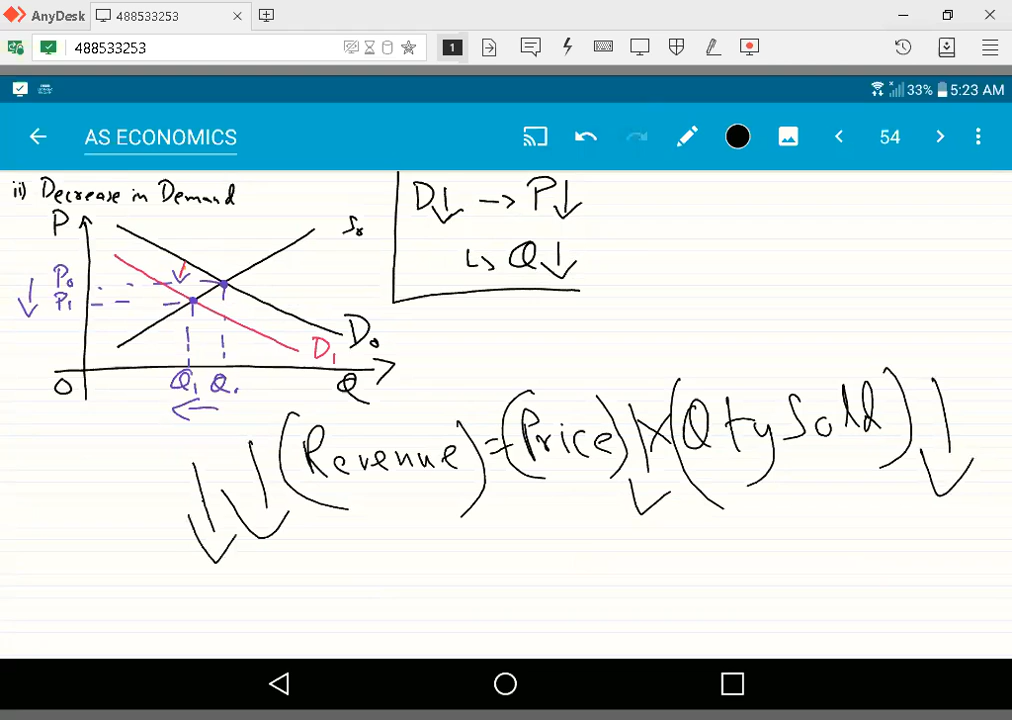 AnyDesk 488533253
488533253
1
33% 5:23 AM
AS ECONOMICS
54
ii) Decrease in Demand
D↓ → P↓
↳ Q↓
P
S₀
P₀
P₁
D₀
D₁
O
Q₁ Q₀
Q
↓↓ (Revenue) = (Price)↓ X (Qty Sold)↓